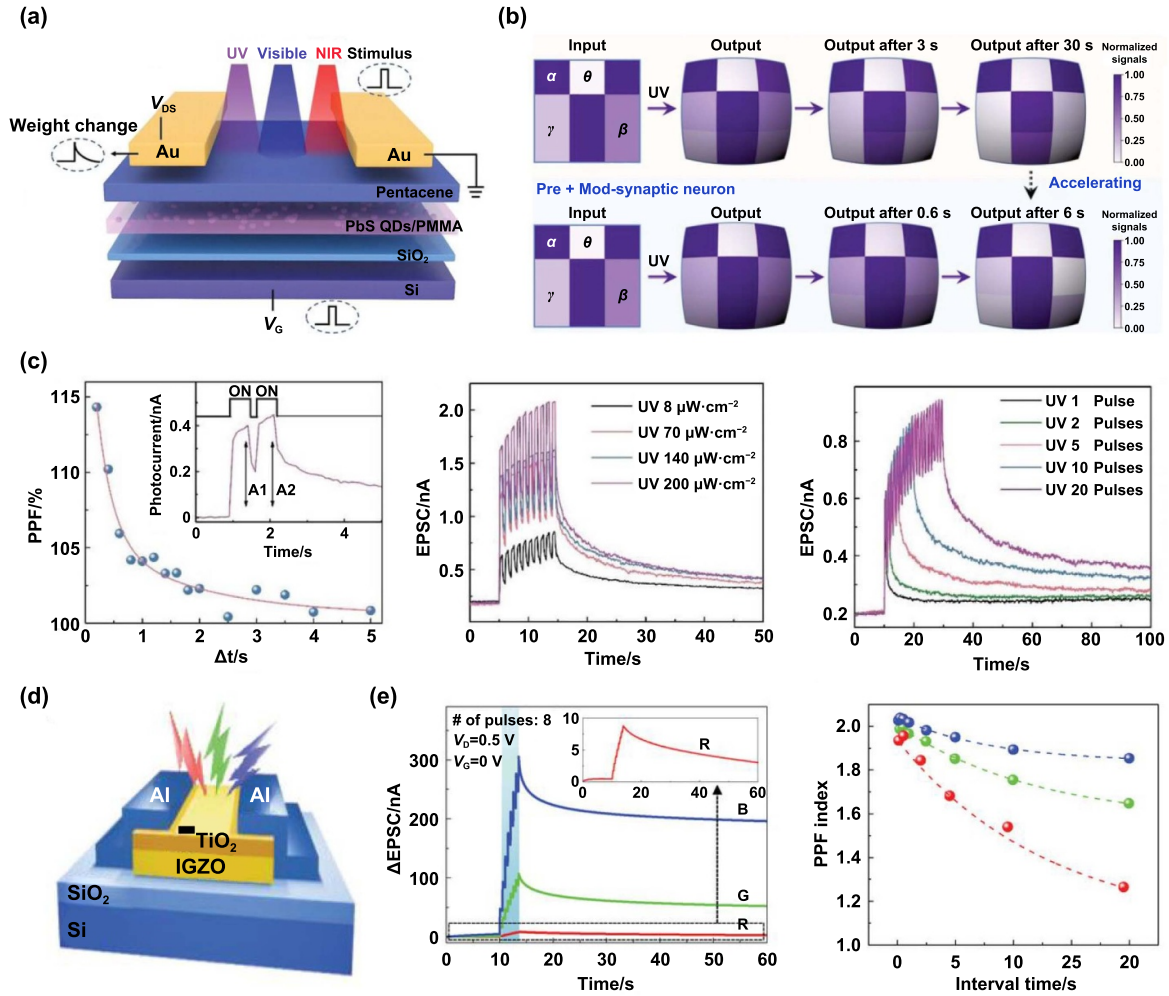 (a)
UV Visible NIR Stimulus
V_DS
Weight change
Au
Au
Pentacene
PbS QDs/PMMA
SiO₂
Si
V_G
(b)
Input Output Output after 3 s Output after 30 s Normalized
signals
α θ
γ β
UV
1.00
0.75
0.50
0.25
0.00
Pre + Mod-synaptic neuron
Accelerating
Input Output Output after 0.6 s Output after 6 s Normalized
signals
α θ
γ β
UV
1.00
0.75
0.50
0.25
0.00
(c)
PPF/%
115
110
105
100
0 1 2 3 4 5
Δt/s
Photocurrent/nA
ON ON
0.4
0.2
0
A1 A2
0 2 4
Time/s
EPSC/nA
2.0
1.5
1.0
0.5
UV 8 μW·cm⁻²
UV 70 μW·cm⁻²
UV 140 μW·cm⁻²
UV 200 μW·cm⁻²
0 10 20 30 40 50
Time/s
EPSC/nA
0.8
0.6
0.4
0.2
UV 1 Pulse
UV 2 Pulses
UV 5 Pulses
UV 10 Pulses
UV 20 Pulses
0 20 40 60 80 100
Time/s
(d)
Al Al
TiO₂
IGZO
SiO₂
Si
(e)
# of pulses: 8
V_D=0.5 V
V_G=0 V
ΔEPSC/nA
300
200
100
0
10
5
0
R
0 20 40 60
B
G
R
0 10 20 30 40 50 60
Time/s
PPF index
2.0
1.8
1.6
1.4
1.2
1.0
0 5 10 25 20
Interval time/s